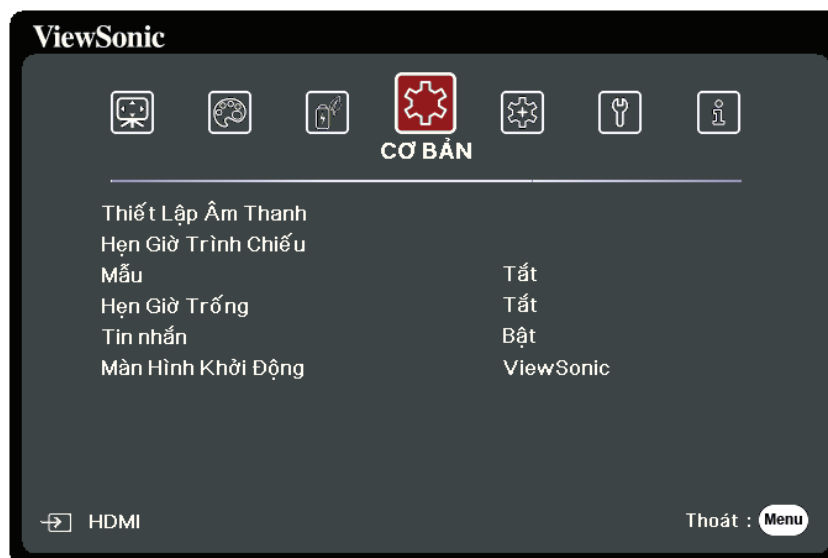 ViewSonic
CƠ BẢN
Thiết Lập Âm Thanh
Hẹn Giờ Trình Chiếu
Mẫu Tắt
Hẹn Giờ Trống Tắt
Tin nhắn Bật
Màn Hình Khởi Động ViewSonic
HDMI Thoát : Menu